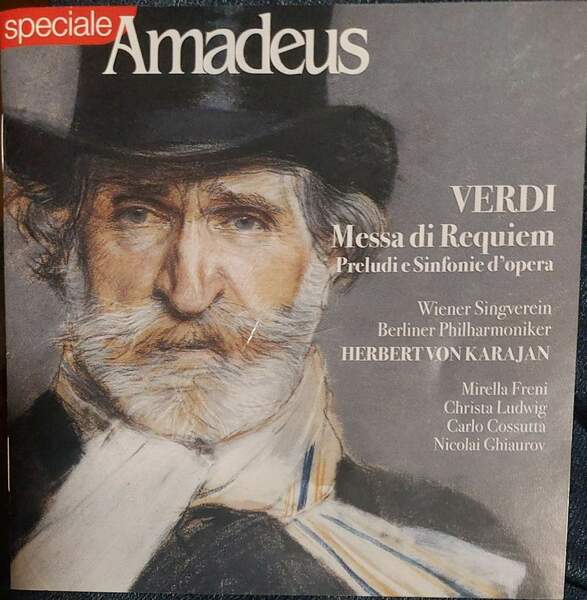 speciale
Amadeus
VERDI
Messa di Requiem
Preludi e Sinfonie d'opera
Wiener Singverein
Berliner Philharmoniker
HERBERT VON KARAJAN
Mirella Freni
Christa Ludwig
Carlo Cossutta
Nicolai Ghiaurov